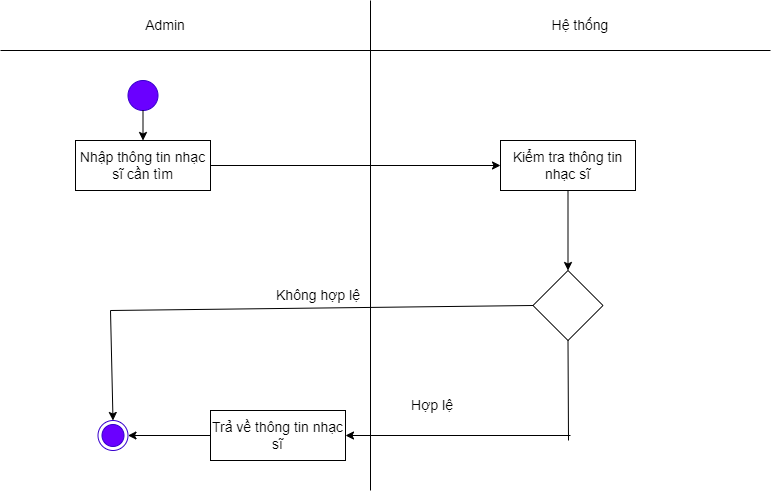 Admin
Hệ thống
Nhập thông tin nhạc
sĩ cần tìm
Kiểm tra thông tin
nhạc sĩ
Không hợp lệ
Hợp lệ
Trả về thông tin nhạc
sĩ